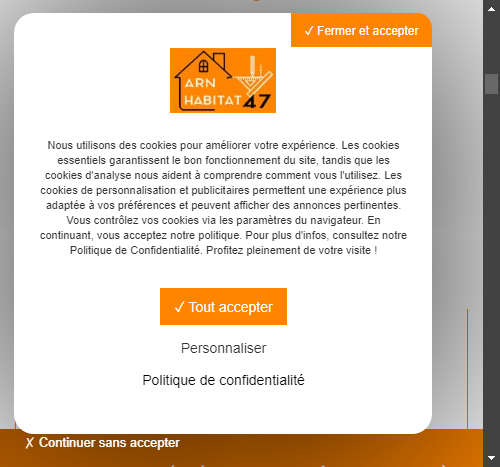 ✓ Fermer et accepter
ARN
HABITAT 47
Nous utilisons des cookies pour améliorer votre expérience. Les cookies
essentiels garantissent le bon fonctionnement du site, tandis que les
cookies d'analyse nous aident à comprendre comment vous l'utilisez. Les
cookies de personnalisation et publicitaires permettent une expérience plus
adaptée à vos préférences et peuvent afficher des annonces pertinentes.
Vous contrôlez vos cookies via les paramètres du navigateur. En
continuant, vous acceptez notre politique. Pour plus d'infos, consultez notre
Politique de Confidentialité. Profitez pleinement de votre visite !
✓ Tout accepter
Personnaliser
Politique de confidentialité
✗ Continuer sans accepter